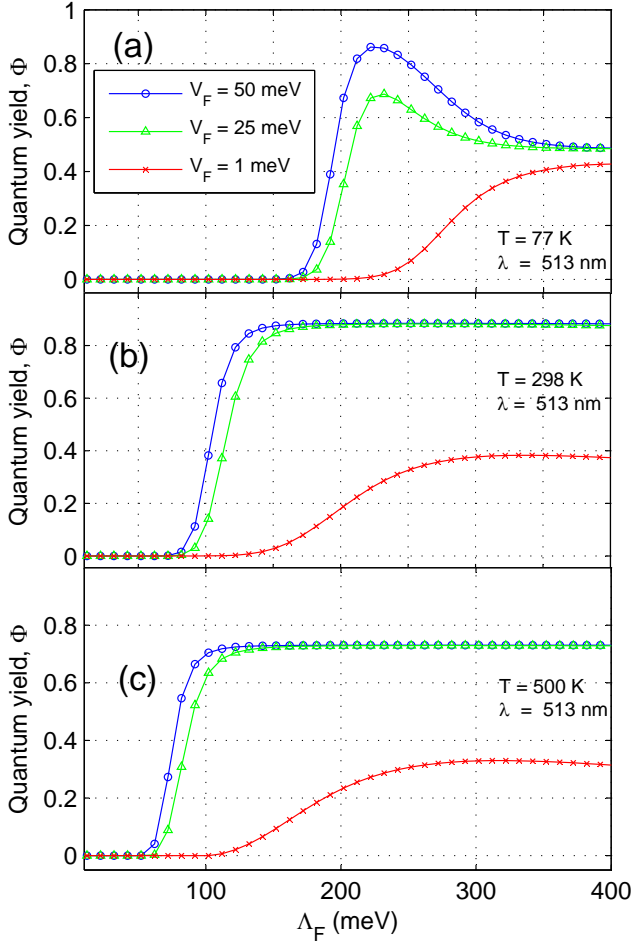 (a)
V_F = 50 meV
V_F = 25 meV
V_F = 1 meV
T = 77 K
λ = 513 nm
Quantum yield, Φ
1
0.8
0.6
0.4
0.2
0
(b)
T = 298 K
λ = 513 nm
Quantum yield, Φ
0.8
0.6
0.4
0.2
0
(c)
T = 500 K
λ = 513 nm
Quantum yield, Φ
0.8
0.6
0.4
0.2
0
100 200 300 400
Λ_F (meV)